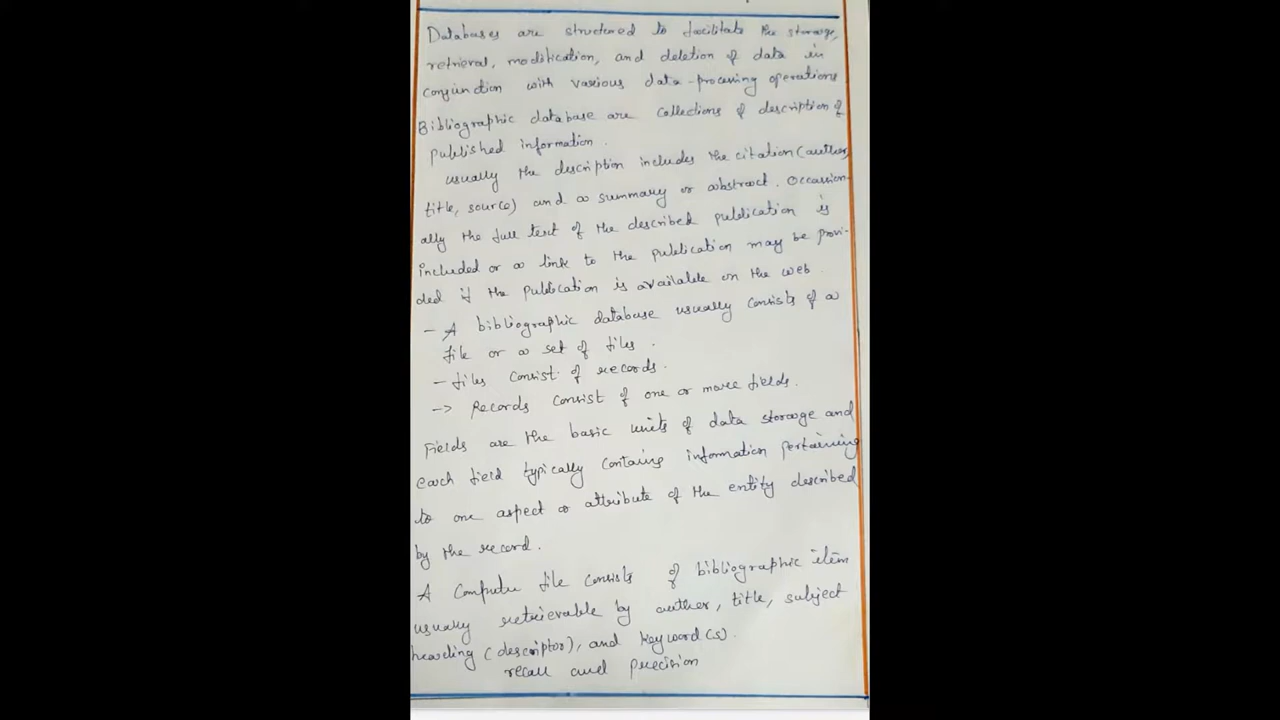 Databases are structured to facilitate the storage,
retrieval, modification, and deletion of data in
conjunction with various data-processing operations
Bibliographic database are collections of description of
published information.
usually the description includes the citation (author,
title, source) and a summary or abstract. Occassion-
ally the full text of the described publication is
included or a link to the publication may be provi-
ded if the publication is available on the web.
- A bibliographic database usually consists of a
file or a set of files.
- files consist of records.
-> Records consist of one or more fields.
Fields are the basic units of data storage and
each field typically contains information pertaining
to one aspect or attribute of the entity described
by the record.
A Computer file consists of bibliographic item
usually retrievable by author, title, subject
heading (descriptor), and keyword(s).
recall and precision